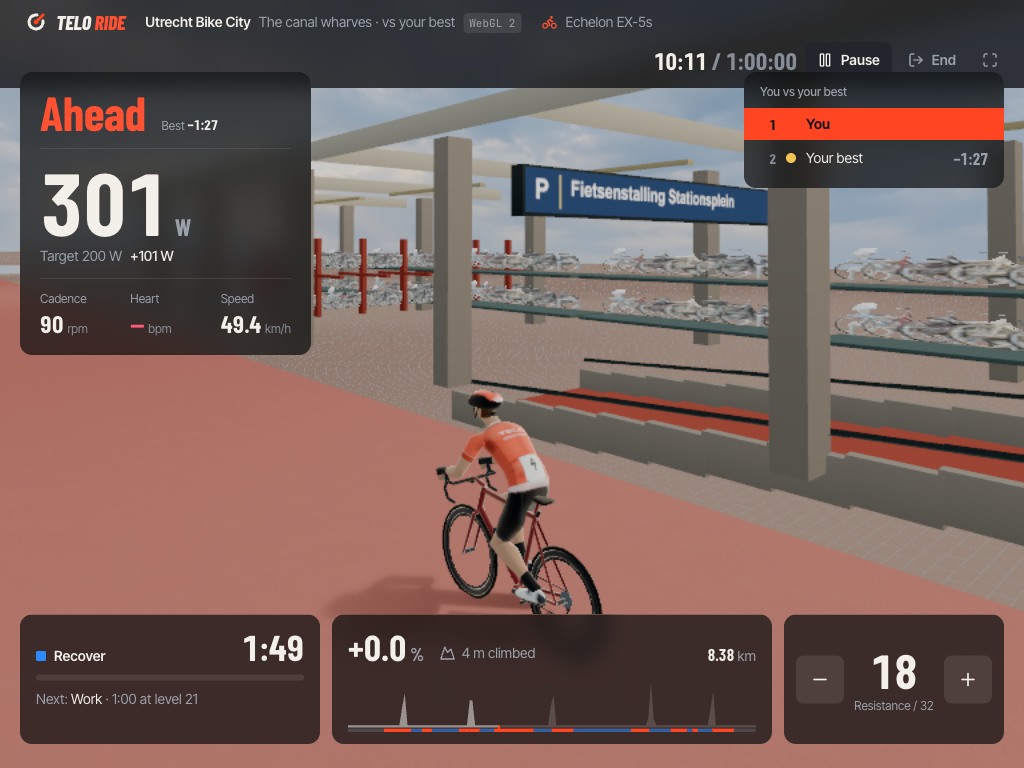 TELO RIDE Utrecht Bike City The canal wharves · vs your best WebGL 2 Echelon EX-5s
10:11 / 1:00:00 Pause End
Ahead Best −1:27
301 W
Target 200 W +101 W
Cadence Heart Speed
90 rpm — bpm 49.4 km/h
You vs your best
1 You
2 Your best −1:27
P Fietsenstalling Stationsplein
Recover 1:49
Next: Work · 1:00 at level 21
+0.0 % 4 m climbed 8.38 km
− 18 +
Resistance / 32